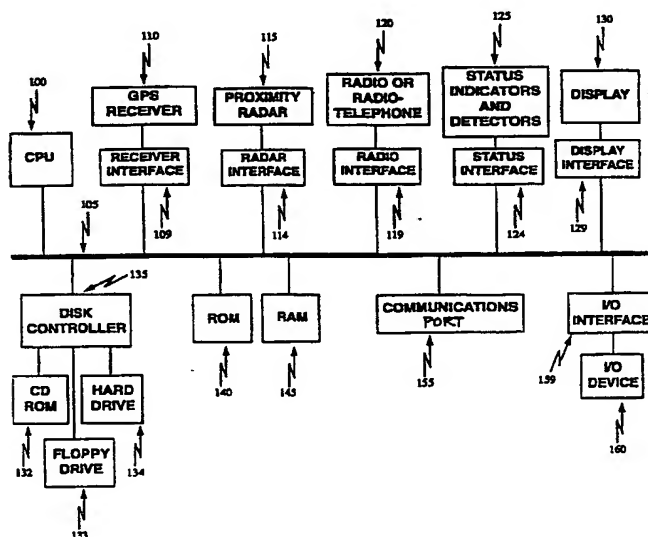 110
115
120
125
130
100
GPS
RECEIVER
PROXIMITY
RADAR
RADIO OR
RADIO-
TELEPHONE
STATUS
INDICATORS
AND
DETECTORS
DISPLAY
CPU
RECEIVER
INTERFACE
RADAR
INTERFACE
RADIO
INTERFACE
STATUS
INTERFACE
DISPLAY
INTERFACE
105
109
114
119
124
129
135
DISK
CONTROLLER
ROM
RAM
COMMUNICATIONS
PORT
I/O
INTERFACE
140
145
155
159
CD
ROM
HARD
DRIVE
I/O
DEVICE
132
FLOPPY
DRIVE
134
160
133